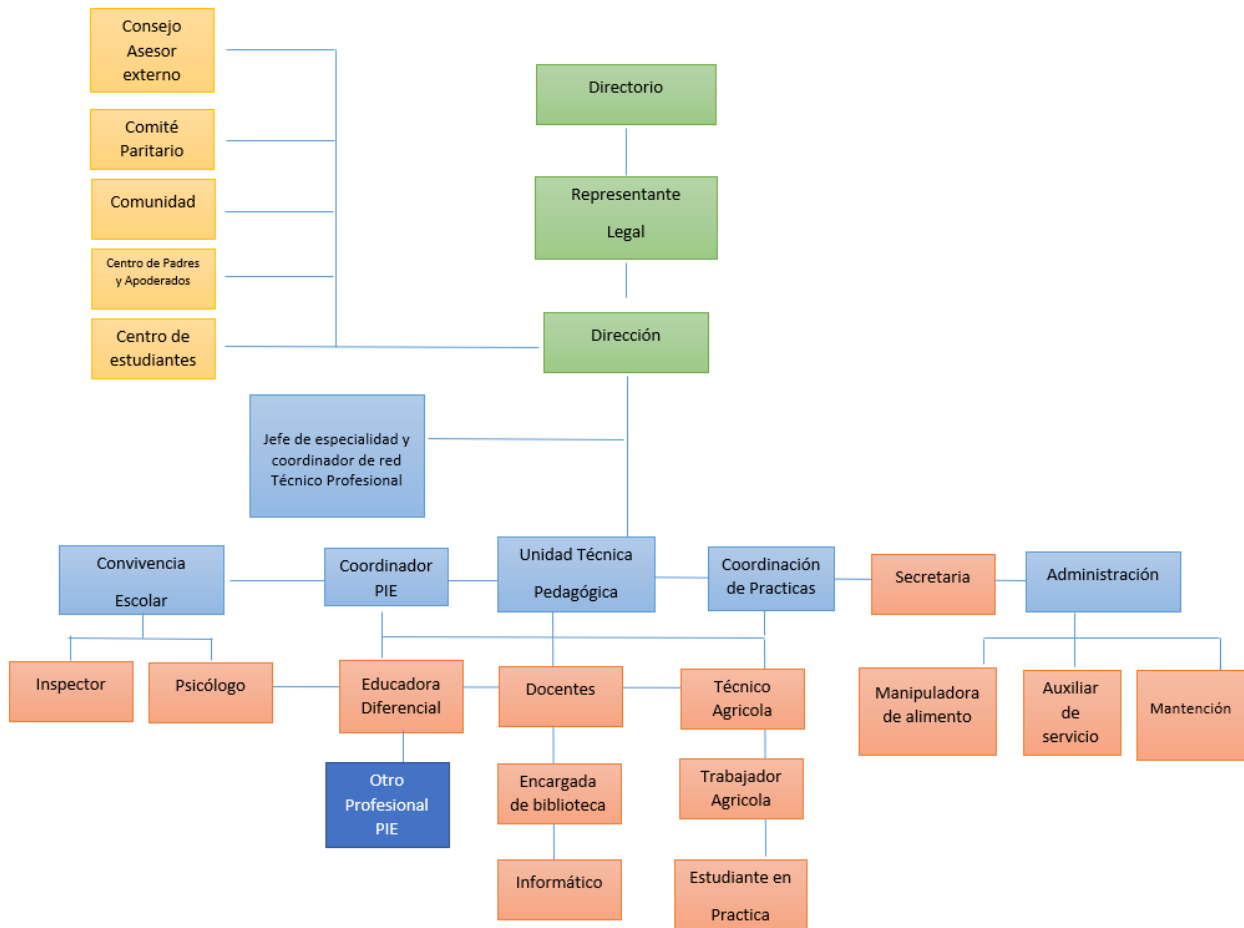 Consejo
Asesor
externo
Directorio
Comité
Paritario
Representante
Legal
Comunidad
Centro de Padres
y Apoderados
Centro de
estudiantes
Dirección
Jefe de especialidad y
coordinador de red
Técnico Profesional
Convivencia
Escolar
Coordinador
PIE
Unidad Técnica
Pedagógica
Coordinación
de Practicas
Secretaria
Administración
Inspector
Psicólogo
Educadora
Diferencial
Docentes
Técnico
Agricola
Manipuladora
de alimento
Auxiliar
de
servicio
Mantención
Otro
Profesional
PIE
Encargada
de biblioteca
Trabajador
Agricola
Informático
Estudiante en
Practica